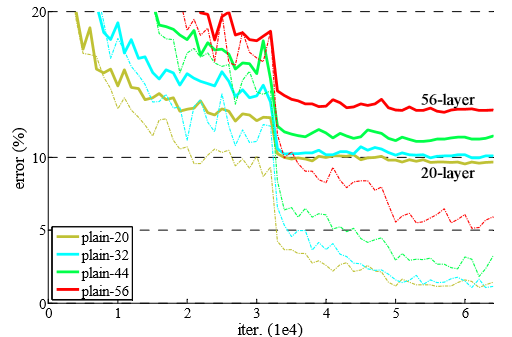 20
56-layer
error (%)
10
20-layer
5
plain-20
plain-32
plain-44
plain-56
0
0 1 2 3 4 5 6
iter. (1e4)